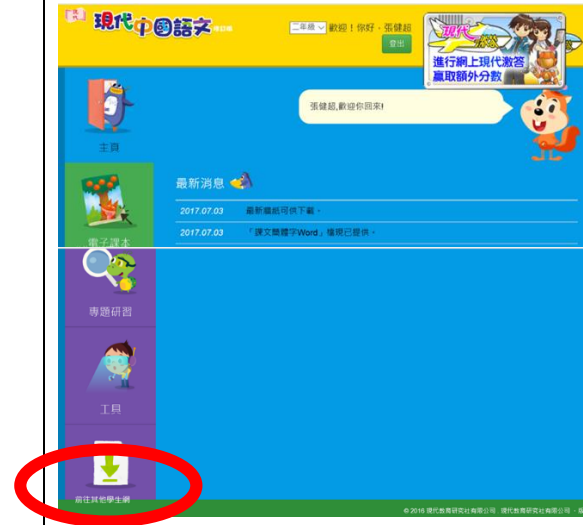 現代中國語文 修訂版
二年級 歡迎！你好，張健超
登出
現代激答
進行網上現代激答
贏取額外分數
張健超,歡迎你回來!
主頁
最新消息
2017.07.03 最新牆紙可供下載。
2017.07.03 「課文簡體字Word」檔現已提供。
電子課本
專題研習
工具
前往其他學生網
© 2016 現代教育研究社有限公司 現代教育研究社有限公司 -